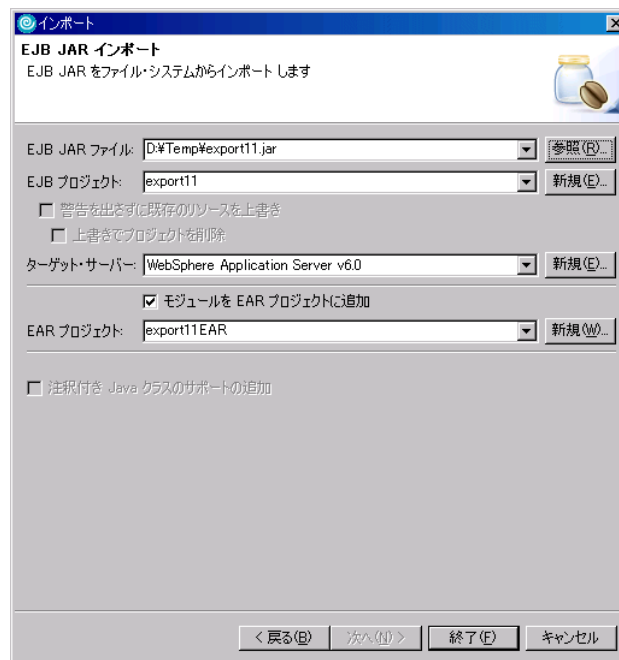 インポート
EJB JAR インポート
EJB JAR をファイル・システムからインポート します
EJB JAR ファイル: D:¥Temp¥export11.jar 参照(R)...
EJB プロジェクト: export11 新規(E)...
警告を出さずに既存のリソースを上書き
上書きでプロジェクトを削除
ターゲット・サーバー: WebSphere Application Server v6.0 新規(E)...
モジュールを EAR プロジェクトに追加
EAR プロジェクト: export11EAR 新規(W)...
注釈付き Java クラスのサポートの追加
< 戻る(B) 次へ(N) > 終了(F) キャンセル